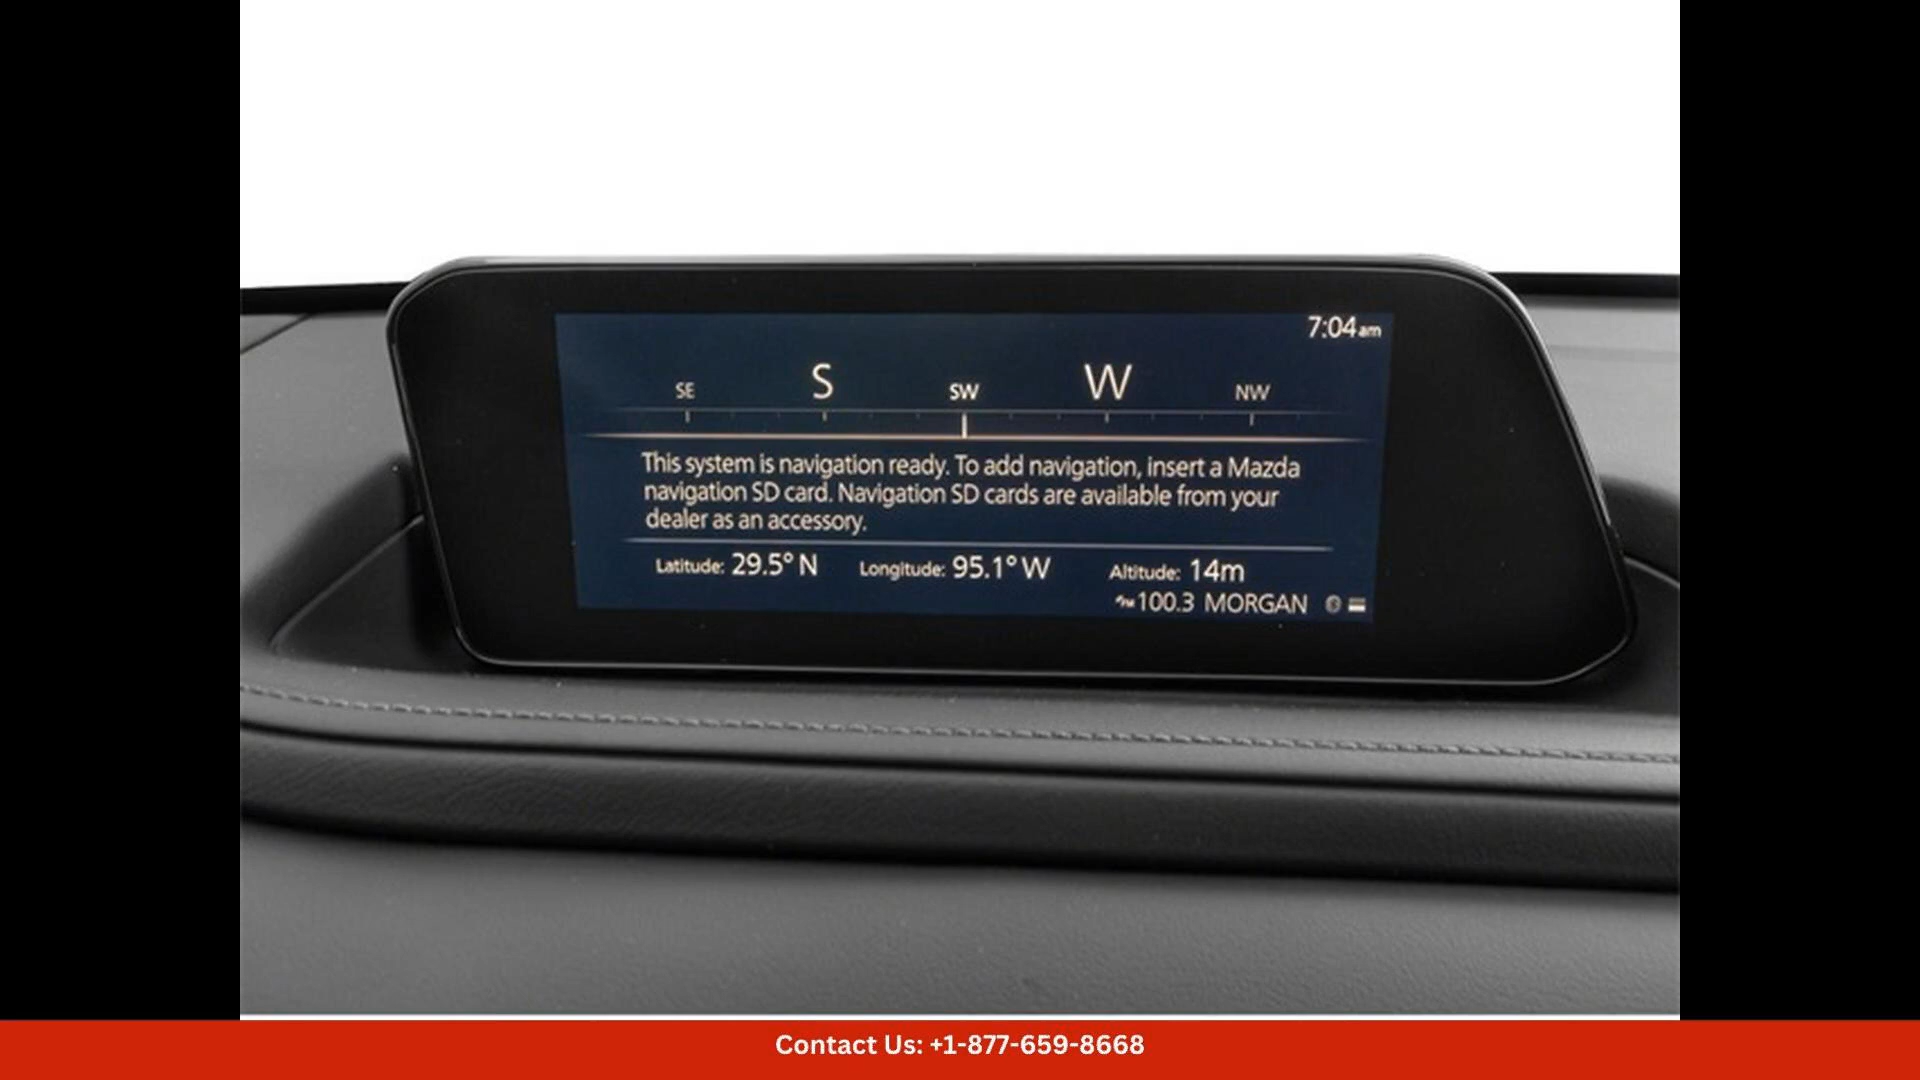 7:04am
SE S SW W NW
This system is navigation ready. To add navigation, insert a Mazda
navigation SD card. Navigation SD cards are available from your
dealer as an accessory.
Latitude: 29.5° N Longitude: 95.1° W Altitude: 14m
FM 100.3 MORGAN
Contact Us: +1-877-659-8668